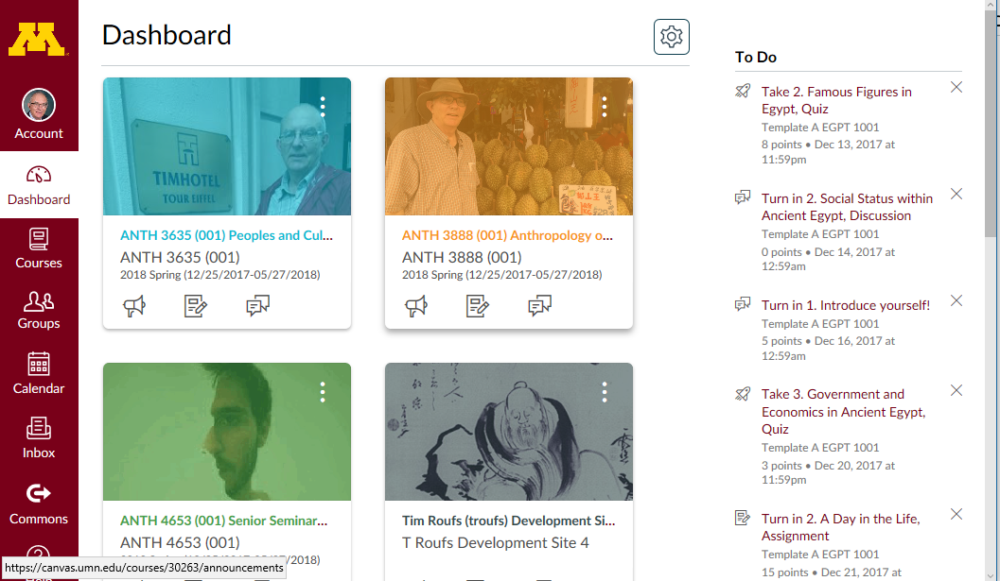 Dashboard
Account
Dashboard
Courses
Groups
Calendar
Inbox
Commons
https://canvas.umn.edu/courses/30263/announcements
TIMHOTEL
TOUR EIFFEL
ANTH 3635 (001) Peoples and Cul...
ANTH 3635 (001)
2018 Spring (12/25/2017-05/27/2018)
ANTH 3888 (001) Anthropology o...
ANTH 3888 (001)
2018 Spring (12/25/2017-05/27/2018)
ANTH 4653 (001) Senior Seminar...
ANTH 4653 (001)
Tim Roufs (troufs) Development Si...
T Roufs Development Site 4
To Do
Take 2. Famous Figures in
Egypt, Quiz
Template A EGPT 1001
8 points • Dec 13, 2017 at
11:59pm
Turn in 2. Social Status within
Ancient Egypt, Discussion
Template A EGPT 1001
0 points • Dec 14, 2017 at
12:59am
Turn in 1. Introduce yourself!
Template A EGPT 1001
5 points • Dec 16, 2017 at
12:59am
Take 3. Government and
Economics in Ancient Egypt,
Quiz
Template A EGPT 1001
3 points • Dec 20, 2017 at
11:59pm
Turn in 2. A Day in the Life,
Assignment
Template A EGPT 1001
15 points • Dec 21, 2017 at